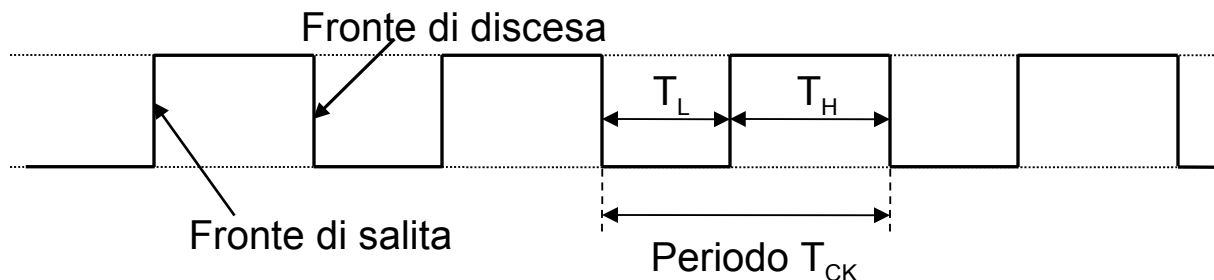 Fronte di discesa
T_L
T_H
Fronte di salita
Periodo T_CK